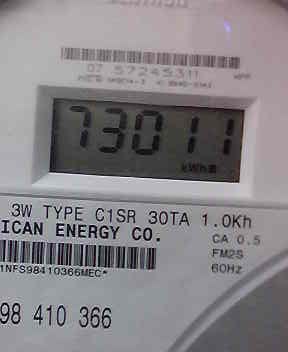 07 57245311
73011
kWh
3W TYPE C1SR 30TA 1.0Kh
ICAN ENERGY CO.
CA 0.5
FM2S
60Hz
1NFS98410366MEC*
98 410 366